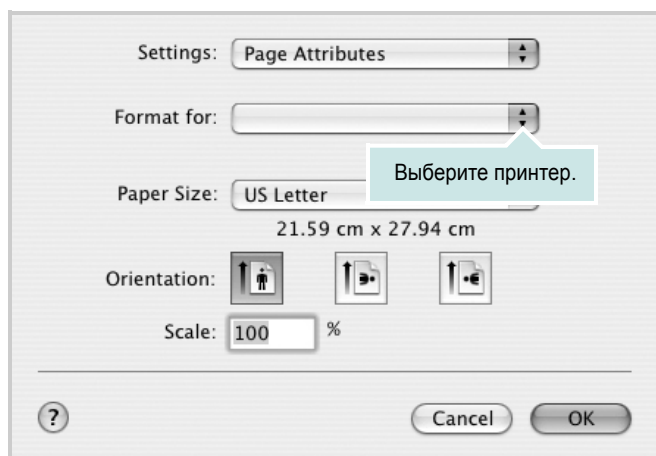 Settings: Page Attributes
Format for:
Выберите принтер.
Paper Size: US Letter
21.59 cm x 27.94 cm
Orientation:
Scale: 100 %
? Cancel OK